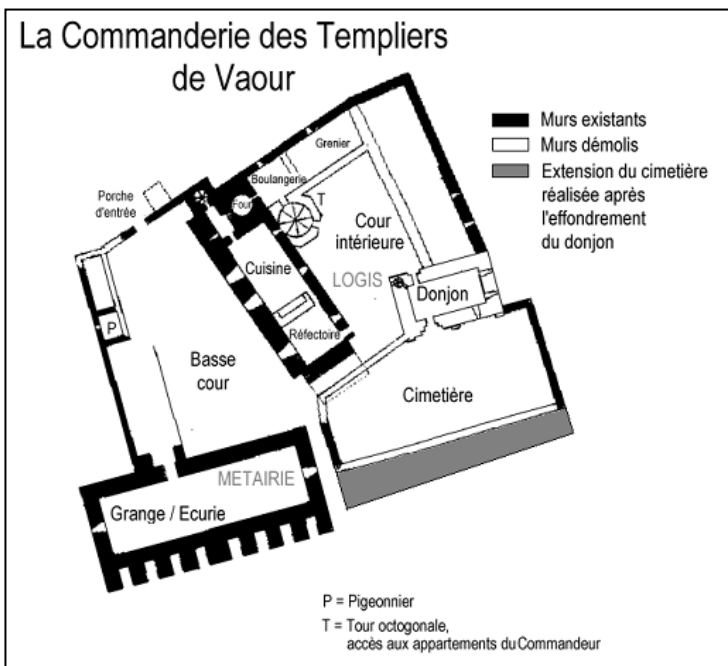 La Commanderie des Templiers
de Vaour
Murs existants
Murs démolis
Extension du cimetière
réalisée après
l'effondrement
du donjon
Grenier
Boulangerie
Porche
d'entrée
Four
T
Cour
intérieure
Cuisine
LOGIS
Donjon
P
Réfectoire
Basse
cour
Cimetière
METAIRIE
Grange / Ecurie
P = Pigeonnier
T = Tour octogonale,
accès aux appartements du Commandeur